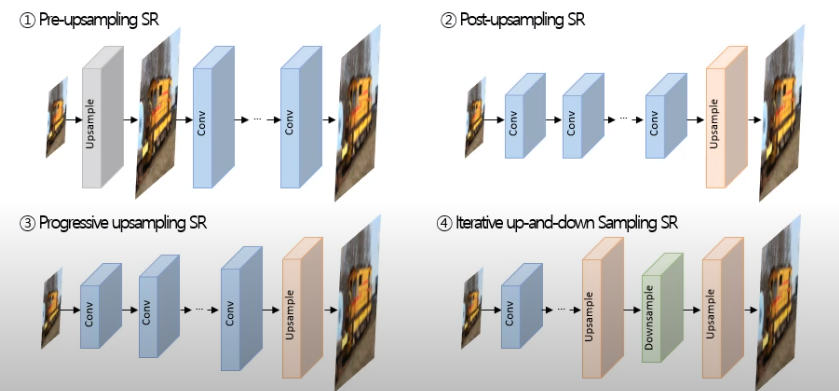 ① Pre-upsampling SR
Upsample
Conv
...
Conv
② Post-upsampling SR
Conv
Conv
...
Conv
Upsample
③ Progressive upsampling SR
Conv
Conv
...
Conv
Upsample
④ Iterative up-and-down Sampling SR
Conv
...
Upsample
Downsample
Upsample